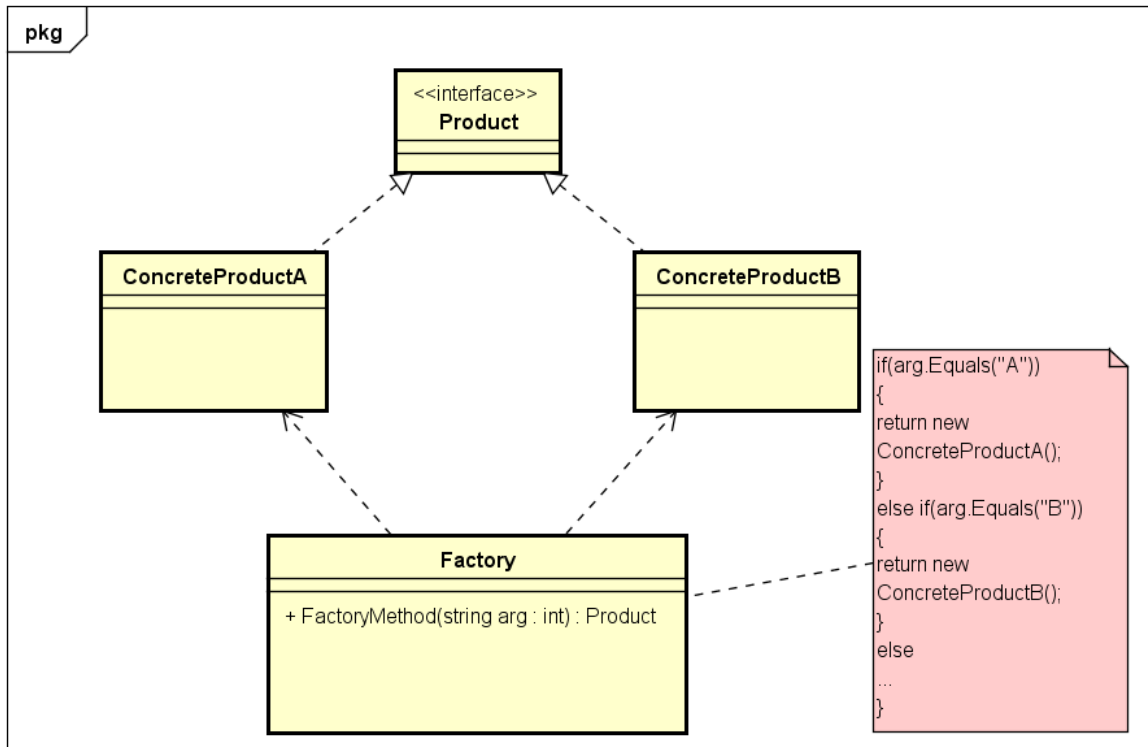 pkg
<<interface>>
Product
ConcreteProductA
ConcreteProductB
if(arg.Equals("A"))
{
return new
ConcreteProductA();
}
else if(arg.Equals("B"))
{
return new
ConcreteProductB();
}
else
...
}
Factory
+ FactoryMethod(string arg : int) : Product